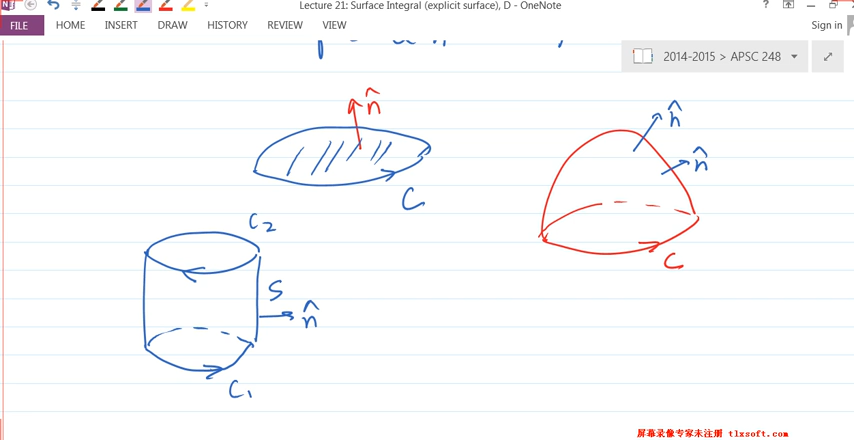 Lecture 21: Surface Integral (explicit surface), D - OneNote
FILE HOME INSERT DRAW HISTORY REVIEW VIEW Sign in
2014-2015 > APSC 248
n̂
n̂
n̂
C
C₂
C
S
n̂
C₁
屏幕录像专家未注册 tlxsoft.com